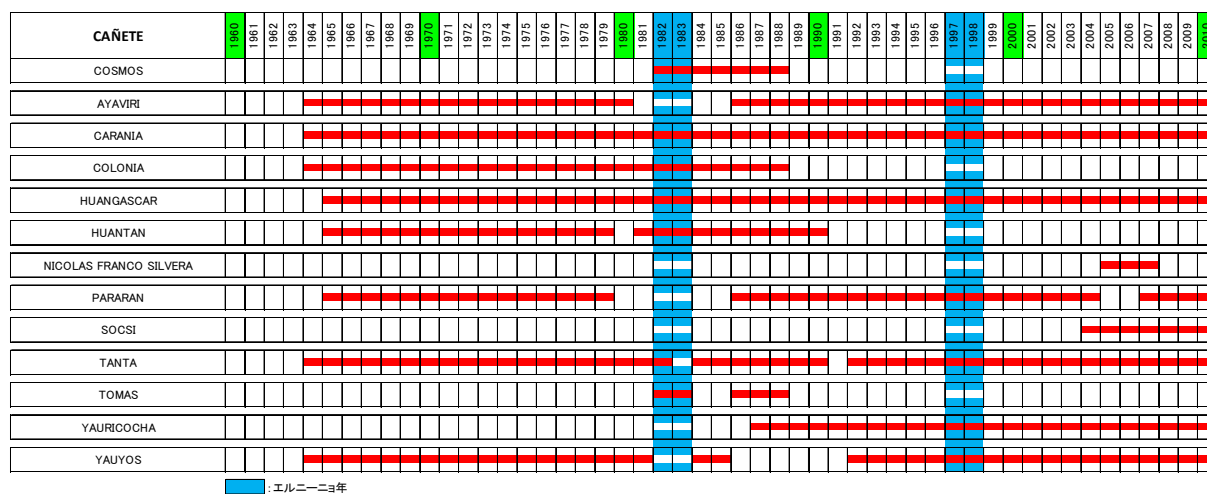 CAÑETE 1960 1961 1962 1963 1964 1965 1966 1967 1968 1969 1970 1971 1972 1973 1974 1975 1976 1977 1978 1979 1980 1981 1982 1983 1984 1985 1986 1987 1988 1989 1990 1991 1992 1993 1994 1995 1996 1997 1998 1999 2000 2001 2002 2003 2004 2005 2006 2007 2008 2009 2010
COSMOS
AYAVIRI
CARANIA
COLONIA
HUANGASCAR
HUANTAN
NICOLAS FRANCO SILVERA
PARARAN
SOCSI
TANTA
TOMAS
YAURICOCHA
YAUYOS
：エルニーニョ年